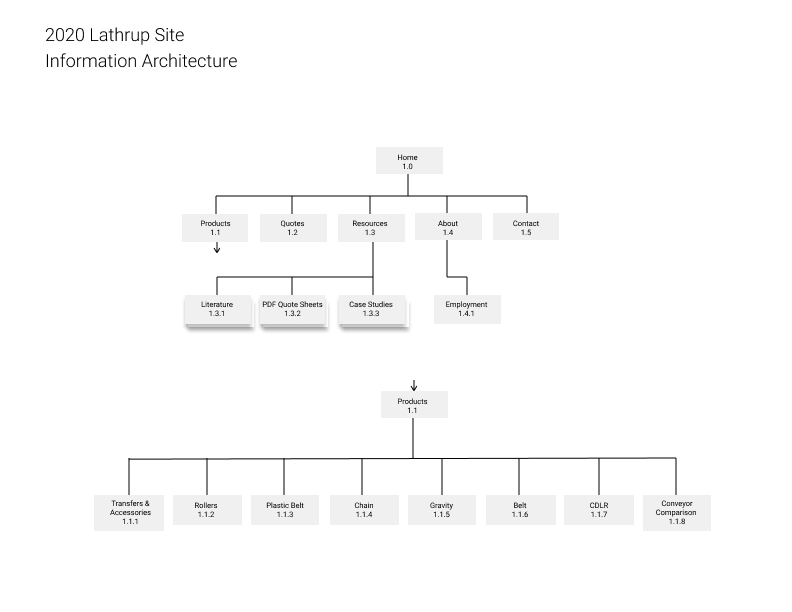 2020 Lathrup Site
Information Architecture
Home
1.0
Products
1.1
Quotes
1.2
Resources
1.3
About
1.4
Contact
1.5
Literature
1.3.1
PDF Quote Sheets
1.3.2
Case Studies
1.3.3
Employment
1.4.1
Products
1.1
Transfers &
Accessories
1.1.1
Rollers
1.1.2
Plastic Belt
1.1.3
Chain
1.1.4
Gravity
1.1.5
Belt
1.1.6
CDLR
1.1.7
Conveyor
Comparison
1.1.8